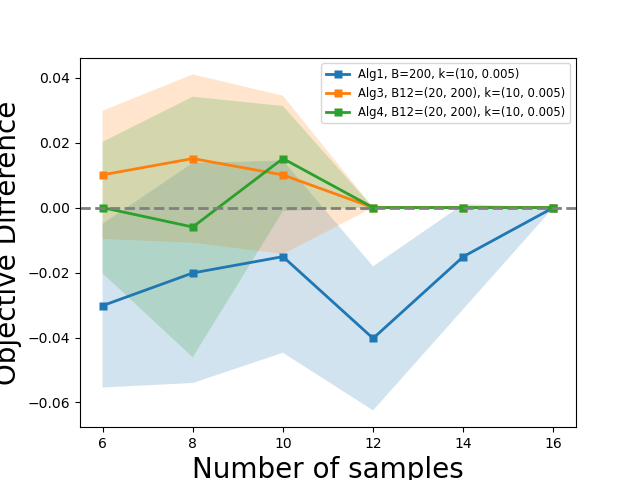 Alg1, B=200, k=(10, 0.005)
Alg3, B12=(20, 200), k=(10, 0.005)
Alg4, B12=(20, 200), k=(10, 0.005)
Objective Difference
0.04
0.02
0.00
−0.02
−0.04
−0.06
6 8 10 12 14 16
Number of samples